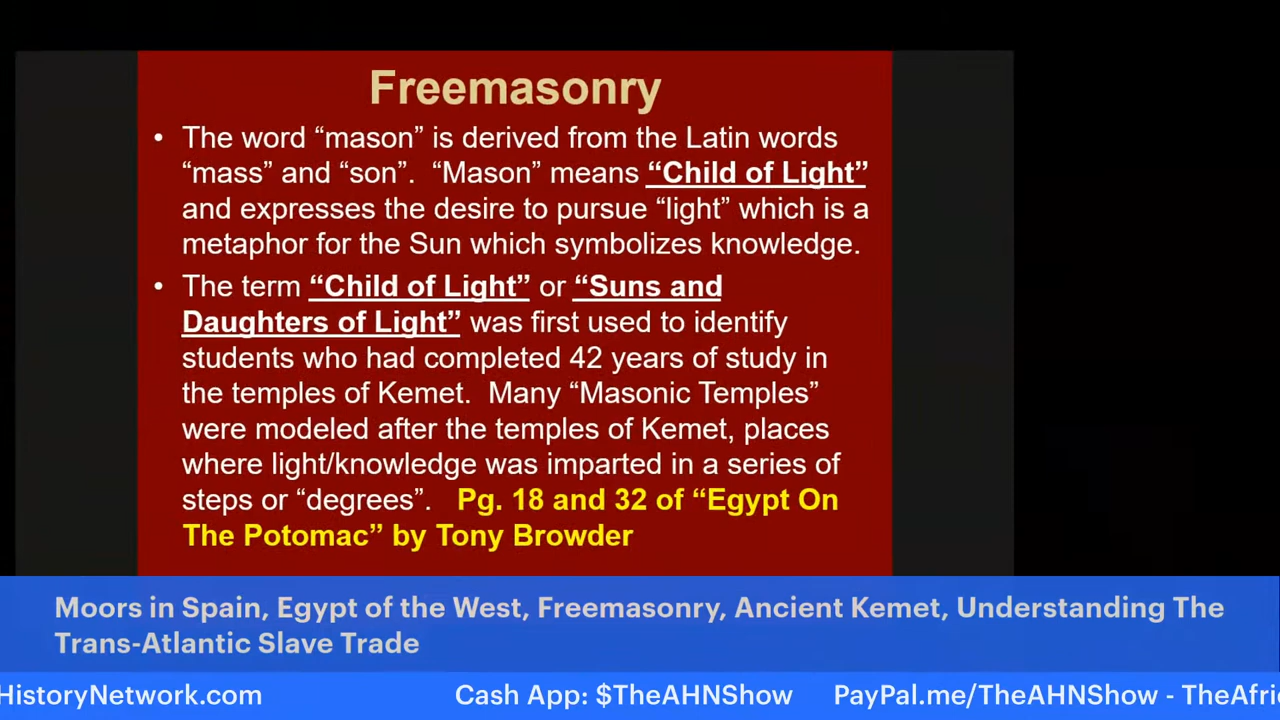 Freemasonry
• The word “mason” is derived from the Latin words
“mass” and “son”. “Mason” means “Child of Light”
and expresses the desire to pursue “light” which is a
metaphor for the Sun which symbolizes knowledge.
• The term “Child of Light” or “Suns and
Daughters of Light” was first used to identify
students who had completed 42 years of study in
the temples of Kemet. Many “Masonic Temples”
were modeled after the temples of Kemet, places
where light/knowledge was imparted in a series of
steps or “degrees”. Pg. 18 and 32 of “Egypt On
The Potomac” by Tony Browder
Moors in Spain, Egypt of the West, Freemasonry, Ancient Kemet, Understanding The
Trans-Atlantic Slave Trade
HistoryNetwork.com Cash App: $TheAHNShow PayPal.me/TheAHNShow - TheAfri